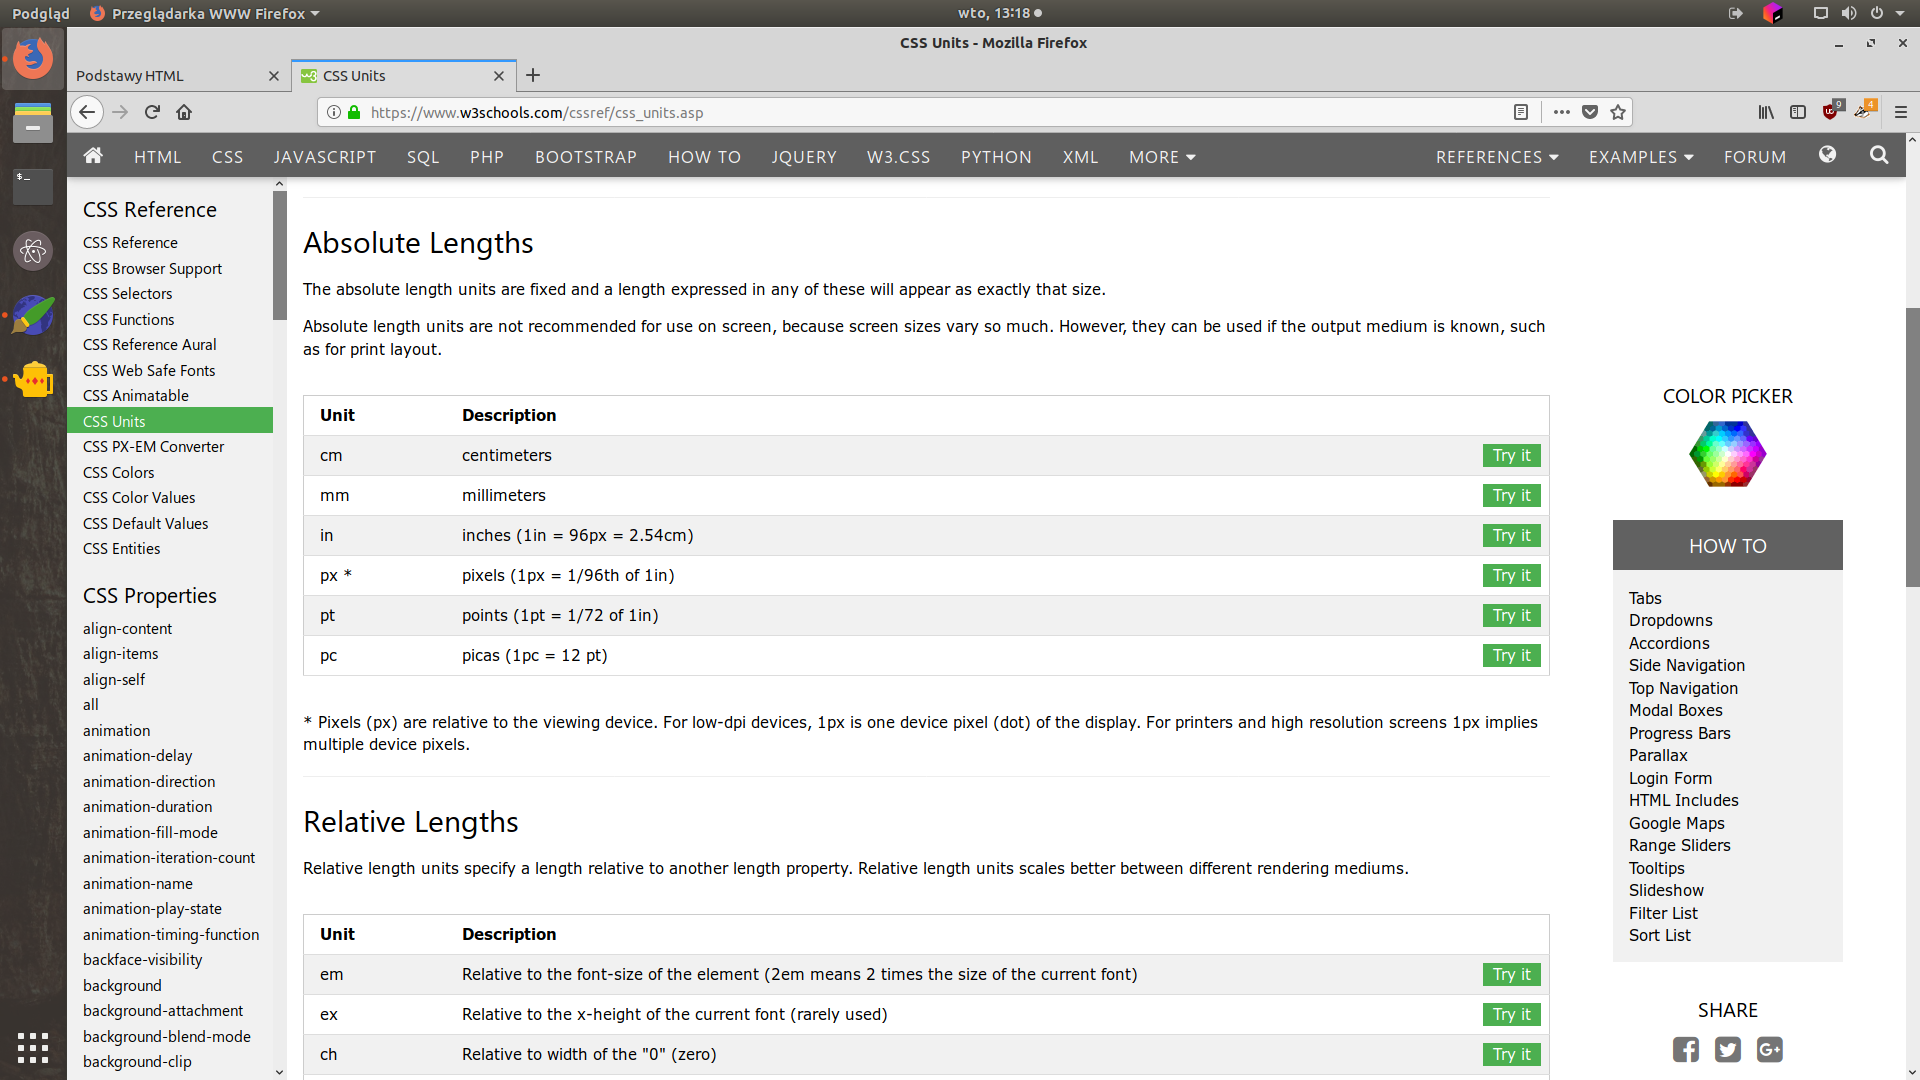 Podgląd
Przeglądarka WWW Firefox
wto, 13:18
CSS Units - Mozilla Firefox
Podstawy HTML
CSS Units
https://www.w3schools.com/cssref/css_units.asp
9
4
HTML CSS JAVASCRIPT SQL PHP BOOTSTRAP HOW TO JQUERY W3.CSS PYTHON XML MORE REFERENCES EXAMPLES FORUM
CSS Reference
CSS Reference
CSS Browser Support
CSS Selectors
CSS Functions
CSS Reference Aural
CSS Web Safe Fonts
CSS Animatable
CSS Units
CSS PX-EM Converter
CSS Colors
CSS Color Values
CSS Default Values
CSS Entities
CSS Properties
align-content
align-items
align-self
all
animation
animation-delay
animation-direction
animation-duration
animation-fill-mode
animation-iteration-count
animation-name
animation-play-state
animation-timing-function
backface-visibility
background
background-attachment
background-blend-mode
background-clip
Absolute Lengths
The absolute length units are fixed and a length expressed in any of these will appear as exactly that size.
Absolute length units are not recommended for use on screen, because screen sizes vary so much. However, they can be used if the output medium is known, such
as for print layout.
Unit Description
cm centimeters Try it
mm millimeters Try it
in inches (1in = 96px = 2.54cm) Try it
px * pixels (1px = 1/96th of 1in) Try it
pt points (1pt = 1/72 of 1in) Try it
pc picas (1pc = 12 pt) Try it
* Pixels (px) are relative to the viewing device. For low-dpi devices, 1px is one device pixel (dot) of the display. For printers and high resolution screens 1px implies
multiple device pixels.
Relative Lengths
Relative length units specify a length relative to another length property. Relative length units scales better between different rendering mediums.
Unit Description
em Relative to the font-size of the element (2em means 2 times the size of the current font) Try it
ex Relative to the x-height of the current font (rarely used) Try it
ch Relative to width of the "0" (zero) Try it
COLOR PICKER
HOW TO
Tabs
Dropdowns
Accordions
Side Navigation
Top Navigation
Modal Boxes
Progress Bars
Parallax
Login Form
HTML Includes
Google Maps
Range Sliders
Tooltips
Slideshow
Filter List
Sort List
SHARE